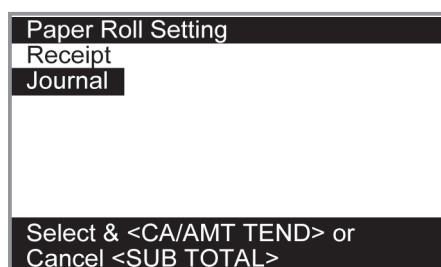 Paper Roll Setting
Receipt
Journal
Select & <CA/AMT TEND> or
Cancel <SUB TOTAL>